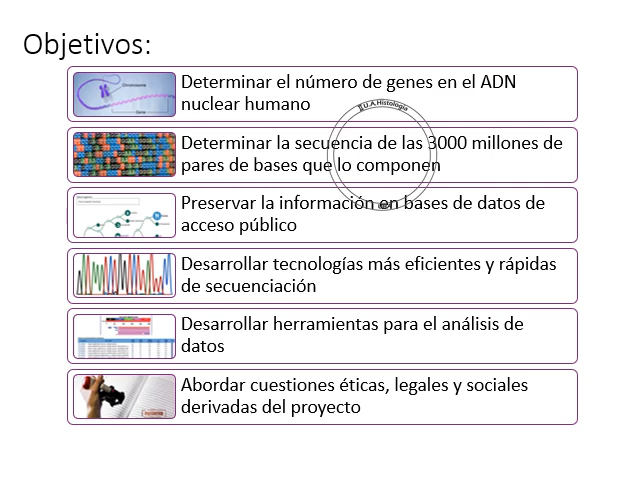 Objetivos:
Chromosome
Gene
Determinar el número de genes en el ADN
nuclear humano
U.A.Histología
Determinar la secuencia de las 3000 millones de
pares de bases que lo componen
Preservar la información en bases de datos de
acceso público
Desarrollar tecnologías más eficientes y rápidas
de secuenciación
Desarrollar herramientas para el análisis de
datos
Abordar cuestiones éticas, legales y sociales
derivadas del proyecto